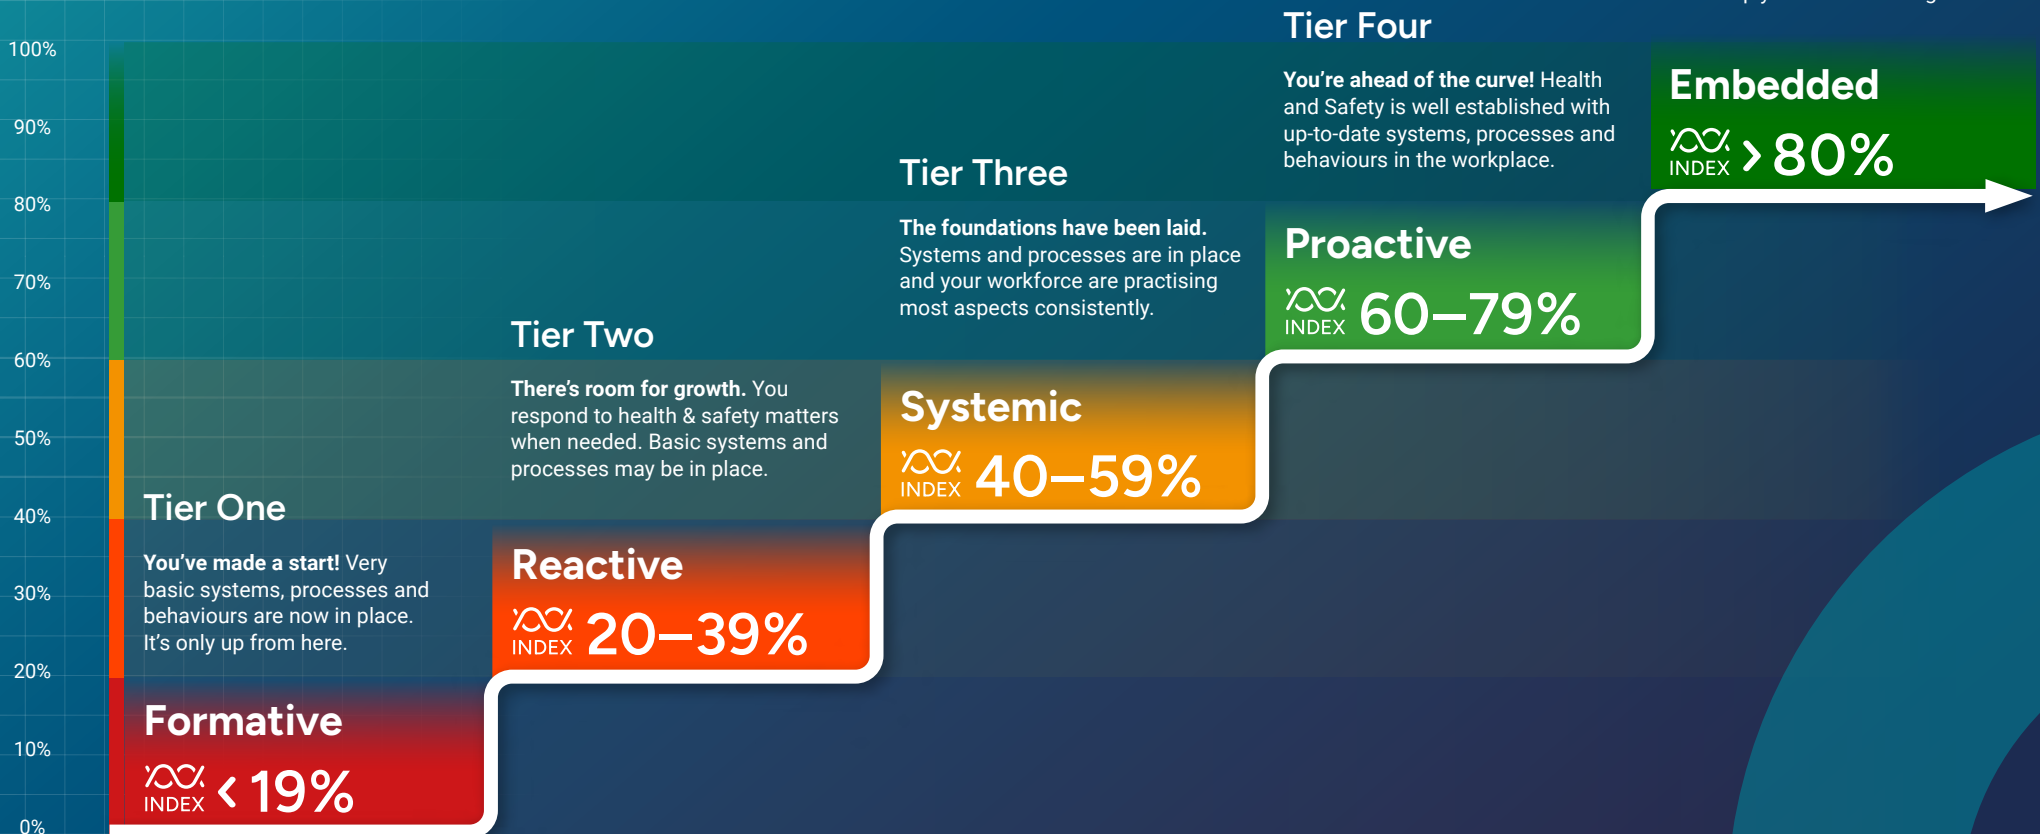 100%
90%
80%
70%
60%
50%
40%
30%
20%
10%
0%
Tier One
You've made a start! Very
basic systems, processes and
behaviours are now in place.
It's only up from here.
Formative
INDEX < 19%
Tier Two
There's room for growth. You
respond to health & safety matters
when needed. Basic systems and
processes may be in place.
Reactive
INDEX 20–39%
Tier Three
The foundations have been laid.
Systems and processes are in place
and your workforce are practising
most aspects consistently.
Systemic
INDEX 40–59%
Tier Four
You're ahead of the curve! Health
and Safety is well established with
up-to-date systems, processes and
behaviours in the workplace.
Proactive
INDEX 60–79%
Embedded
INDEX > 80%